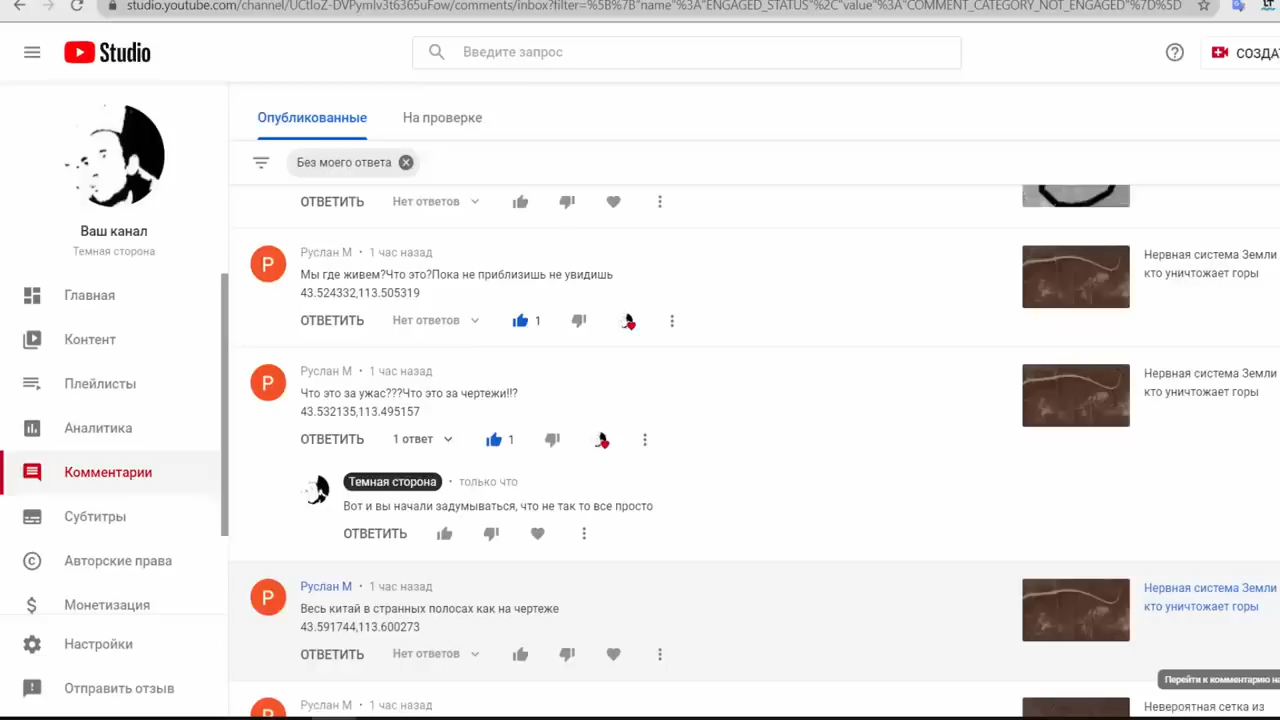 studio.youtube.com/channel/UCtIoZ-DVPymlv3t6365uFow/comments/inbox?filter=%5B%7B"name"%3A"ENGAGED_STATUS"%2C"value"%3A"COMMENT_CATEGORY_NOT_ENGAGED"%7D%5D
Studio
Введите запрос
СОЗДАТ
Опубликованные
На проверке
Без моего ответа
ОТВЕТИТЬ Нет ответов
Ваш канал
Темная сторона
Руслан М • 1 час назад
Мы где живем?Что это?Пока не приблизишь не увидишь
43.524332,113.505319
ОТВЕТИТЬ Нет ответов 1
Нервная система Земли
кто уничтожает горы
Главная
Контент
Плейлисты
Аналитика
Комментарии
Субтитры
Авторские права
Монетизация
Настройки
Отправить отзыв
Руслан М • 1 час назад
Что это за ужас???Что это за чертежи!!?
43.532135,113.495157
ОТВЕТИТЬ 1 ответ 1
Нервная система Земли
кто уничтожает горы
Темная сторона • только что
Вот и вы начали задумываться, что не так то все просто
ОТВЕТИТЬ
Руслан М • 1 час назад
Весь китай в странных полосах как на чертеже
43.591744,113.600273
ОТВЕТИТЬ Нет ответов
Нервная система Земли
кто уничтожает горы
Перейти к комментарию на
Руслан М • 1 час назад
Невероятная сетка из